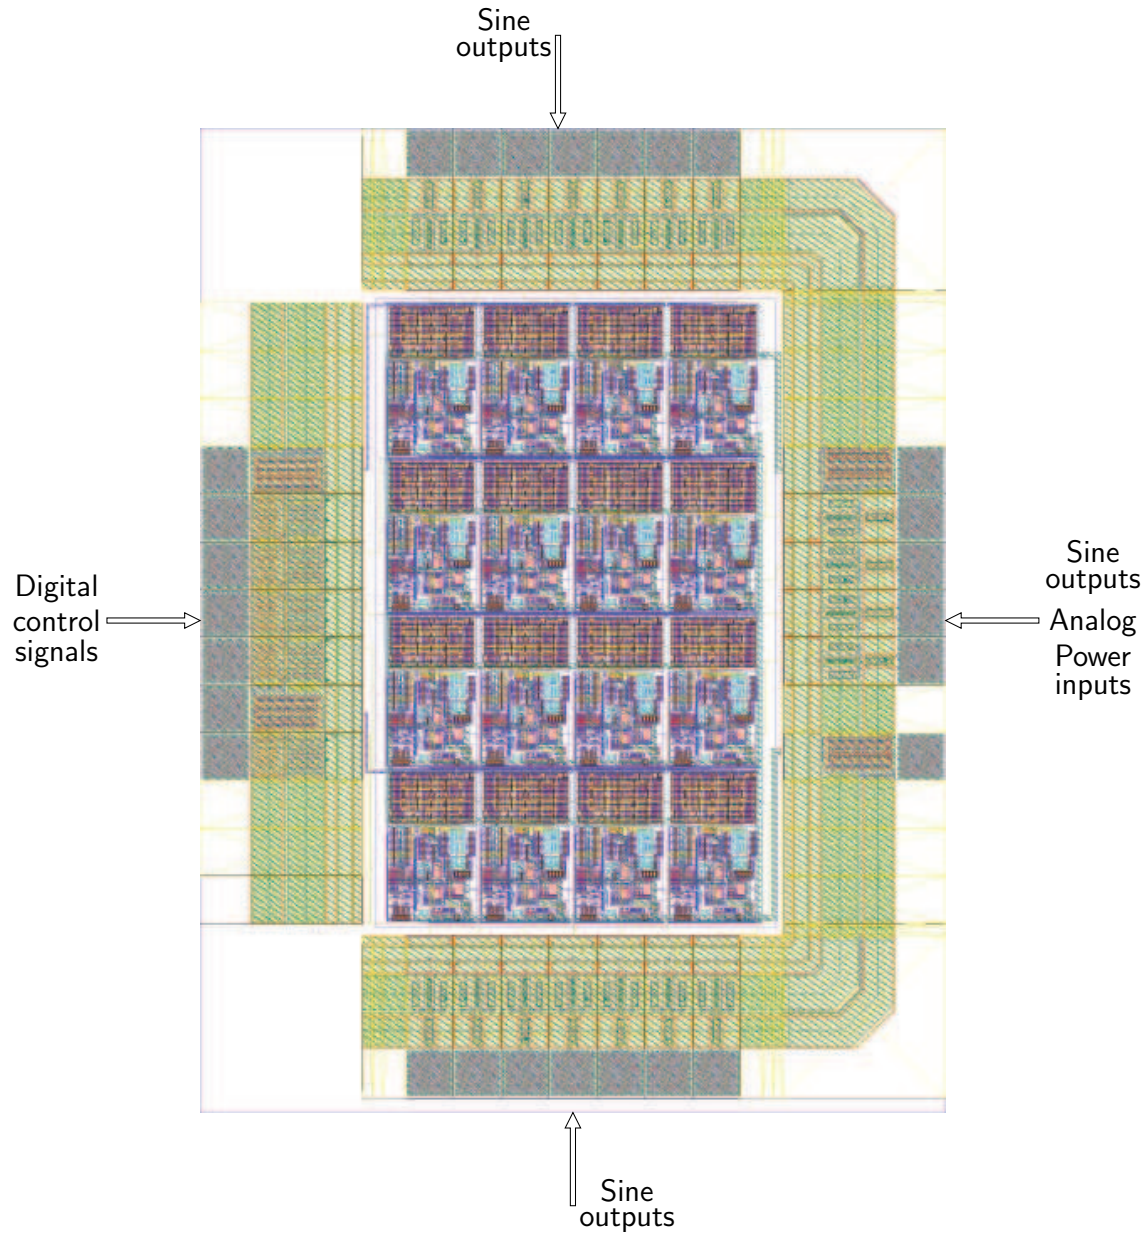 Sine
outputs
Digital
control
signals
Sine
outputs
Analog
Power
inputs
Sine
outputs